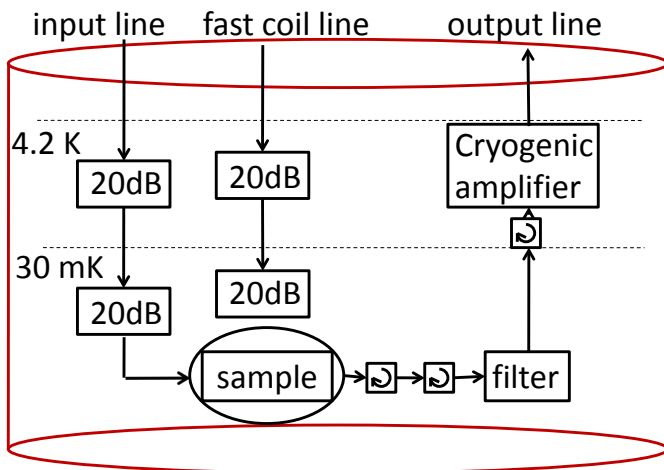 input line
fast coil line
output line
4.2 K
20dB
20dB
Cryogenic
amplifier
30 mK
20dB
20dB
sample
filter